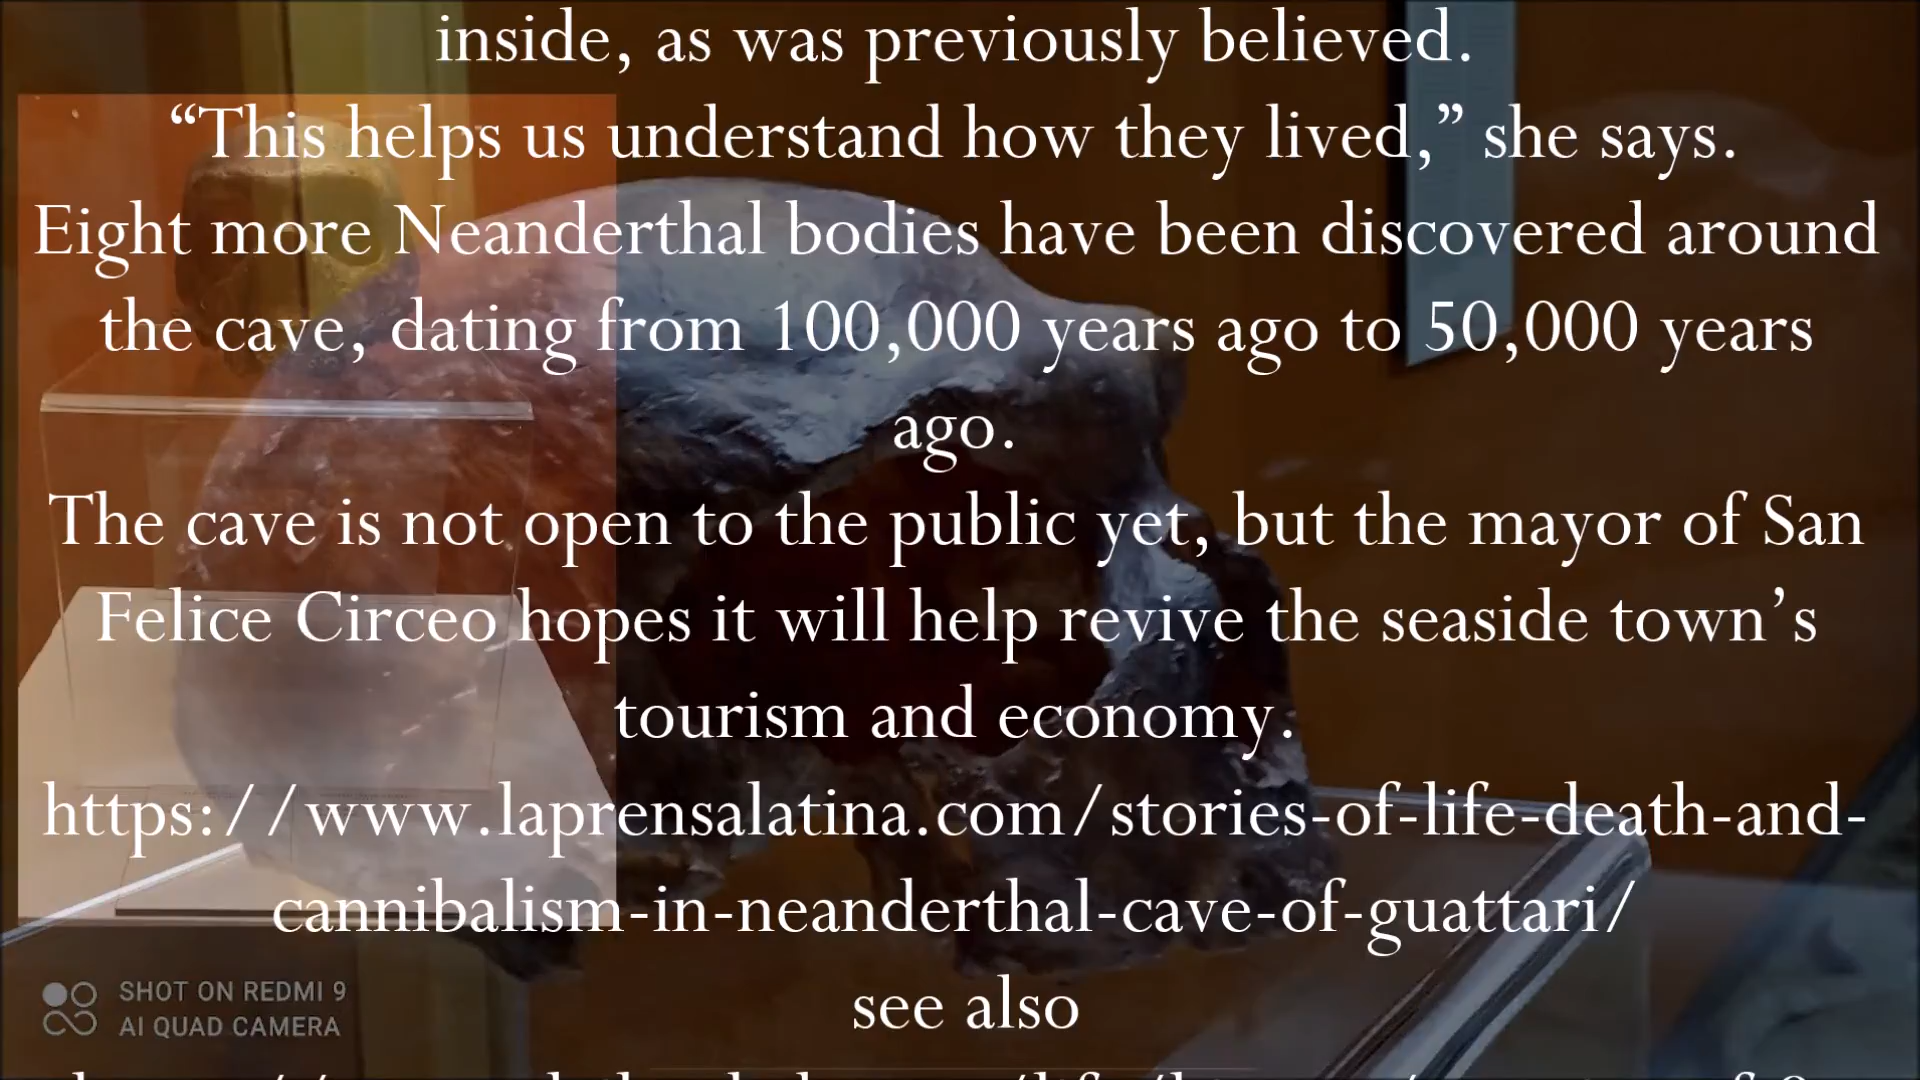 inside, as was previously believed.
“This helps us understand how they lived,” she says.
Eight more Neanderthal bodies have been discovered around
the cave, dating from 100,000 years ago to 50,000 years
ago.
The cave is not open to the public yet, but the mayor of San
Felice Circeo hopes it will help revive the seaside town’s
tourism and economy.
https://www.laprensalatina.com/stories-of-life-death-and-
cannibalism-in-neanderthal-cave-of-guattari/
see also
SHOT ON REDMI 9
AI QUAD CAMERA